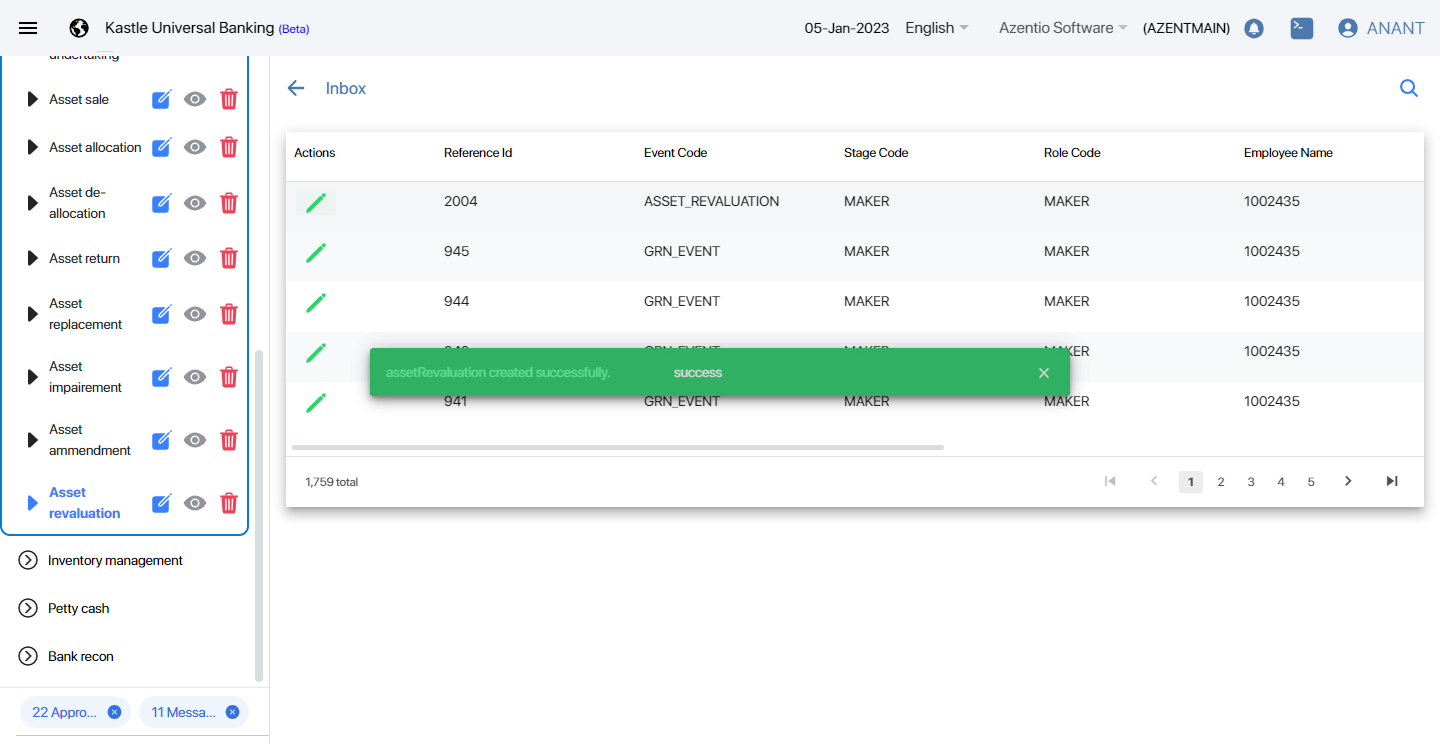 Kastle Universal Banking (Beta)
05-Jan-2023 English Azentio Software (AZENTMAIN) ANANT
undertaking
Asset sale
Asset allocation
Asset de-
allocation
Asset return
Asset
replacement
Asset
impairement
Asset
ammendment
Asset
revaluation
Inventory management
Petty cash
Bank recon
22 Appro...
11 Messa...
Inbox
Actions Reference Id Event Code Stage Code Role Code Employee Name
2004 ASSET_REVALUATION MAKER MAKER 1002435
945 GRN_EVENT MAKER MAKER 1002435
944 GRN_EVENT MAKER MAKER 1002435
GRN_EVENT MAKER MAKER 1002435
assetRevaluation created successfully. success
941 GRN_EVENT MAKER MAKER 1002435
1,759 total
1 2 3 4 5